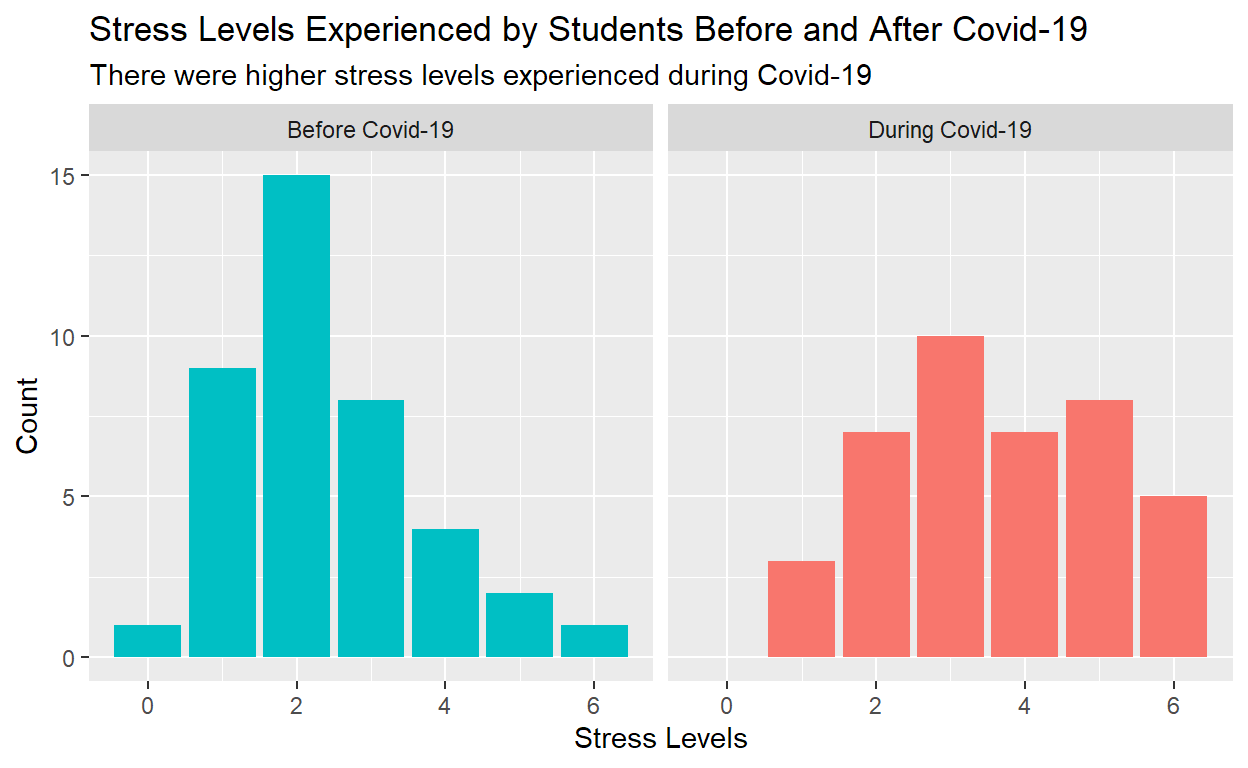 Stress Levels Experienced by Students Before and After Covid-19
There were higher stress levels experienced during Covid-19
Before Covid-19
During Covid-19
15
10
5
0
Count
0 2 4 6
0 2 4 6
Stress Levels